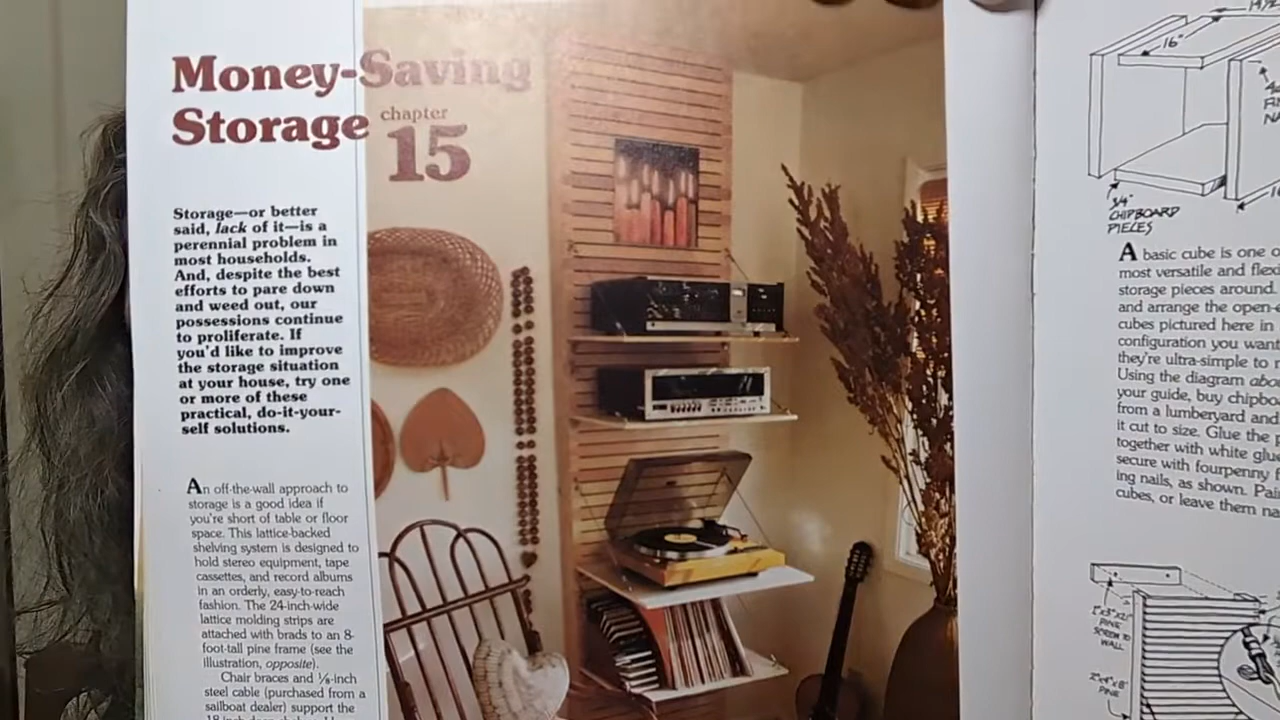 Money-Saving
Storage
chapter
15
Storage—or better
said, lack of it—is a
perennial problem in
most households.
And, despite the best
efforts to pare down
and weed out, our
possessions continue
to proliferate. If
you'd like to improve
the storage situation
at your house, try one
or more of these
practical, do-it-your-
self solutions.
An off-the-wall approach to
storage is a good idea if
you're short of table or floor
space. This lattice-backed
shelving system is designed to
hold stereo equipment, tape
cassettes, and record albums
in an orderly, easy-to-reach
fashion. The 24-inch-wide
lattice molding strips are
attached with brads to an 8-
foot-tall pine frame (see the
illustration, opposite).
Chair braces and ⅛-inch
steel cable (purchased from a
sailboat dealer) support the
16"
3/4"
CHIPBOARD
PIECES
A basic cube is one o
most versatile and flex
storage pieces around.
and arrange the open-
cubes pictured here in
configuration you want
they're ultra-simple to
Using the diagram abo
your guide, buy chipbo
from a lumberyard and
it cut to size. Glue the
together with white glue
secure with fourpenny f
ing nails, as shown. Pai
cubes, or leave them na
PINE
SCREW TO
WALL
2"x4"x8'
PINE